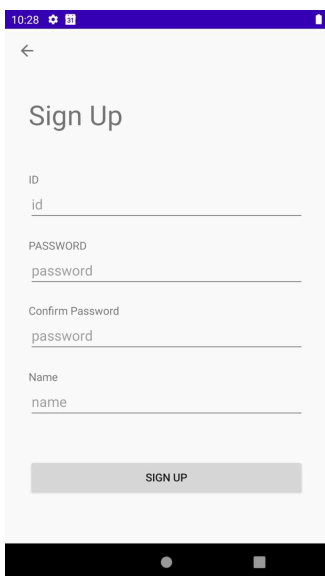 10:28 31
Sign Up
ID
id
PASSWORD
password
Confirm Password
password
Name
name
SIGN UP